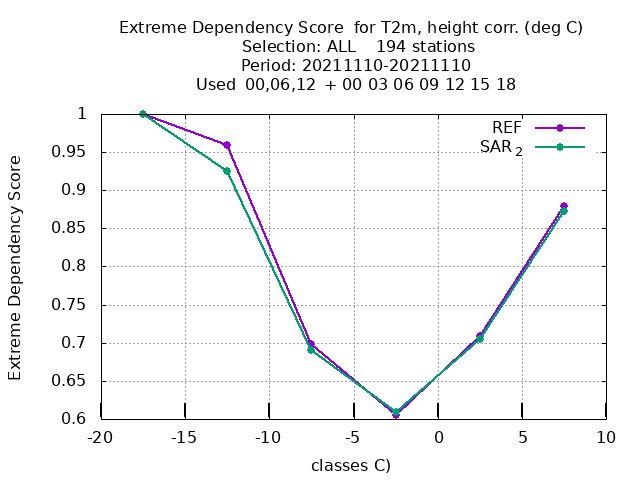 Extreme Dependency Score  for T2m, height corr. (deg C)
Selection: ALL    194 stations
Period: 20211110-20211110
Used  00,06,12  + 00 03 06 09 12 15 18
REF
SAR 2
Extreme Dependency Score
1
0.95
0.9
0.85
0.8
0.75
0.7
0.65
0.6
-20 -15 -10 -5 0 5 10
classes C)